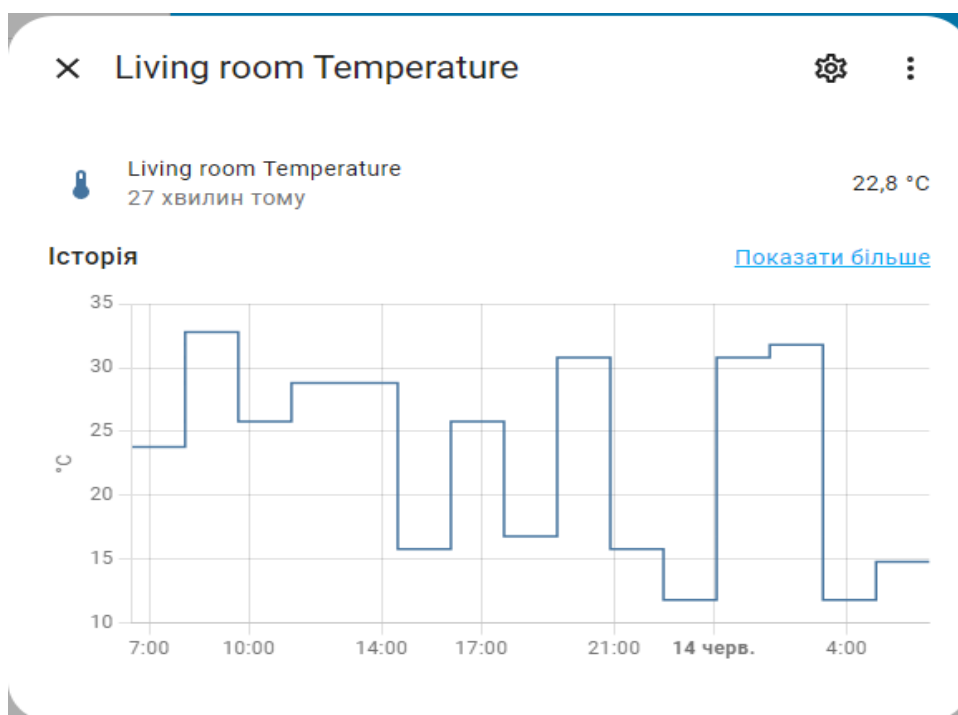 Living room Temperature
Living room Temperature
27 хвилин тому
22,8 °C
Історія
Показати більше
35
30
25
20
15
10
°C
7:00
10:00
14:00
17:00
21:00
14 черв.
4:00